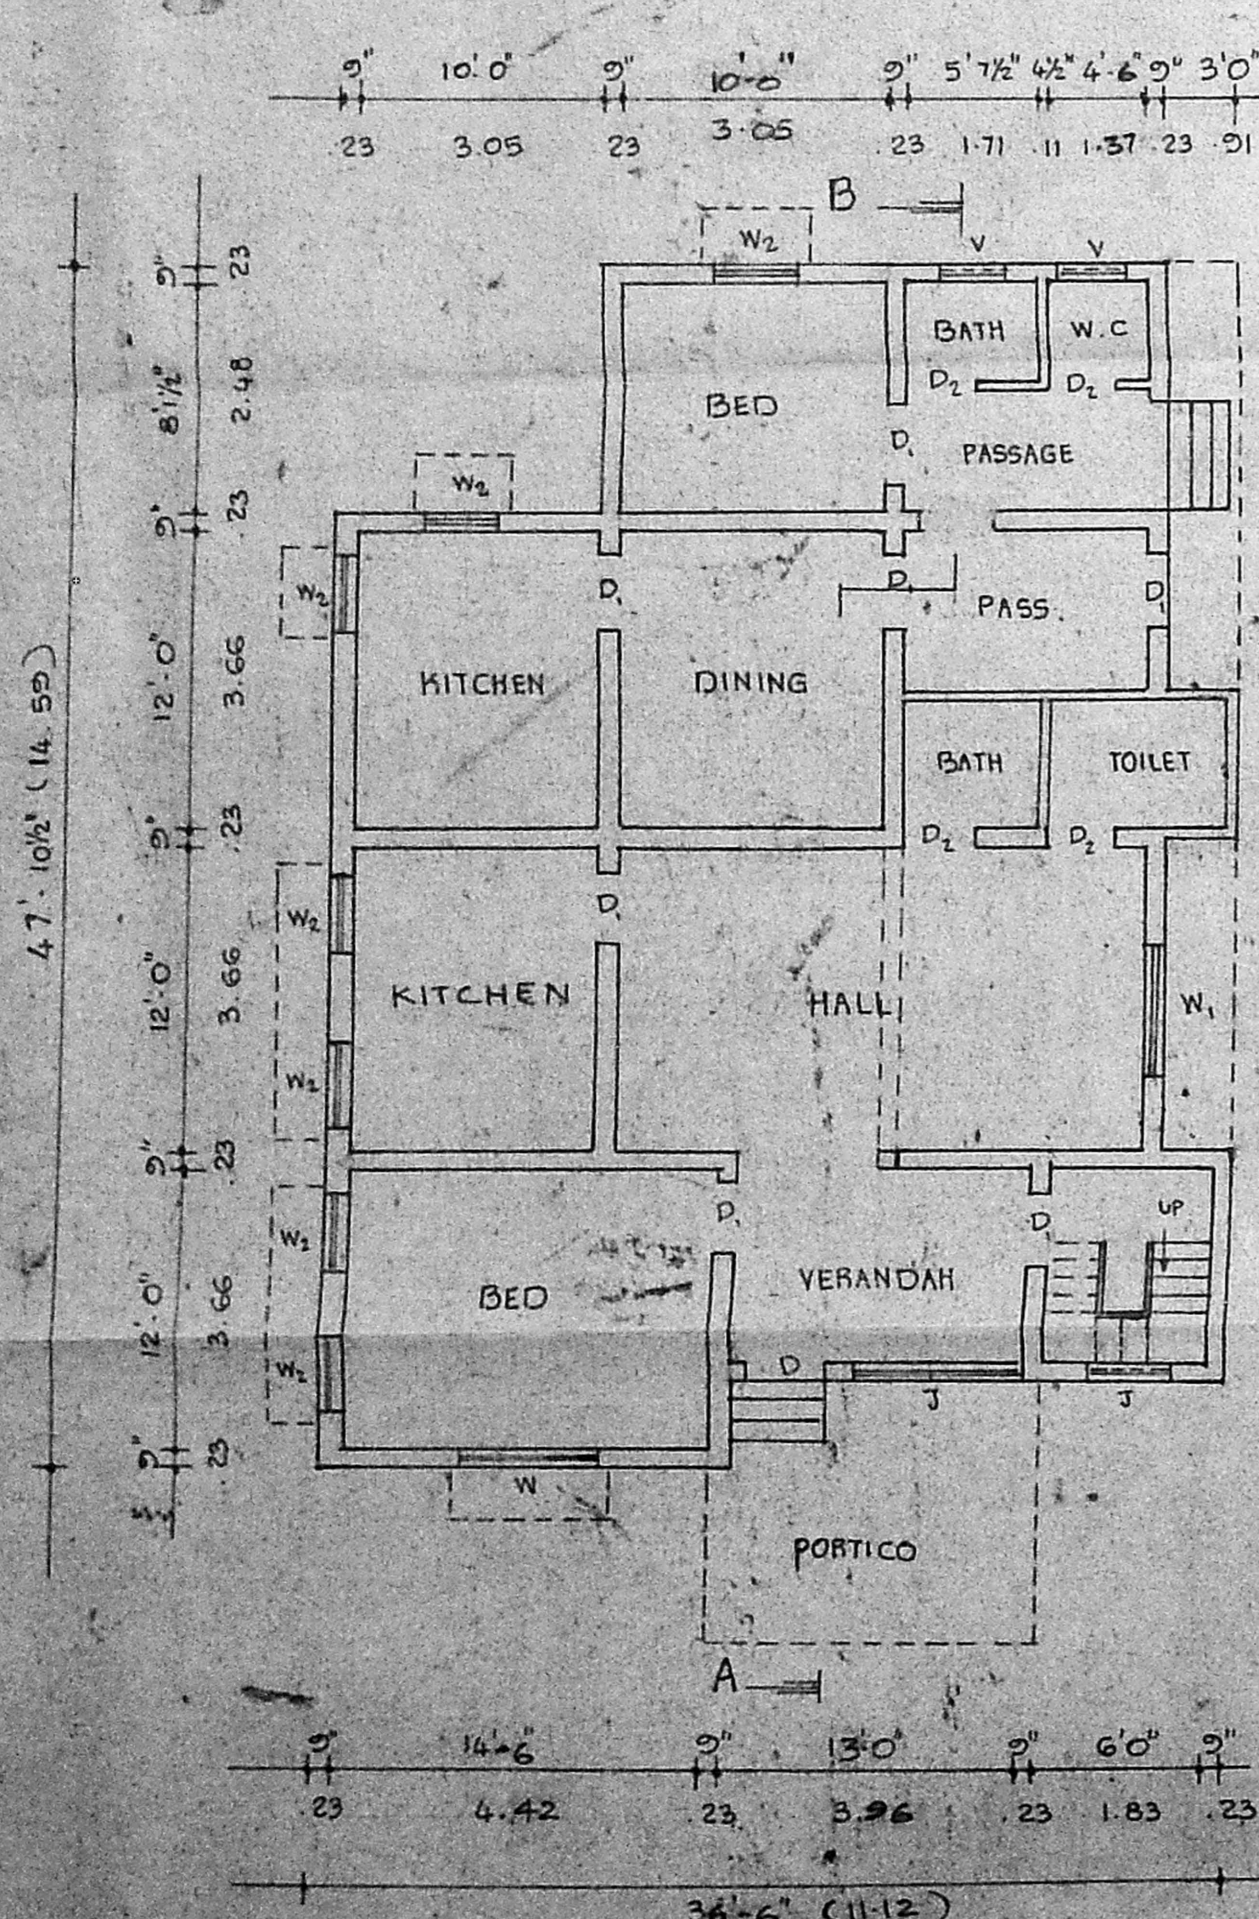 9" 10'.0" 9" 10'-0" 9" 5'7½" 4½" 4'-6" 9" 3'0"
.23 3.05 23 3.05 .23 1.71 .11 1.37 .23 .91
B
W2 V V
9" 23
BATH W.C
8'1½" 2.48 BED D2 D2
D1 PASSAGE
W2
9" .23
W2 D1 D1 PASS. D1
12'-0" 3.66 KITCHEN DINING
47'-10½" (14.59)
BATH TOILET
9" .23 D2 D2
W2 D1
12'-0" 3.66 KITCHEN HALL W1
W2
9" .23
D1 D UP
W2
12'.0" 3.66 BED VERANDAH
W2 D
J J
9" .23 W
PORTICO
A
9" 14'-6" 9" 13'.0" 9" 6'0" 9"
.23 4.42 .23 3.96 .23 1.83 .23
36'-6" (11.12)